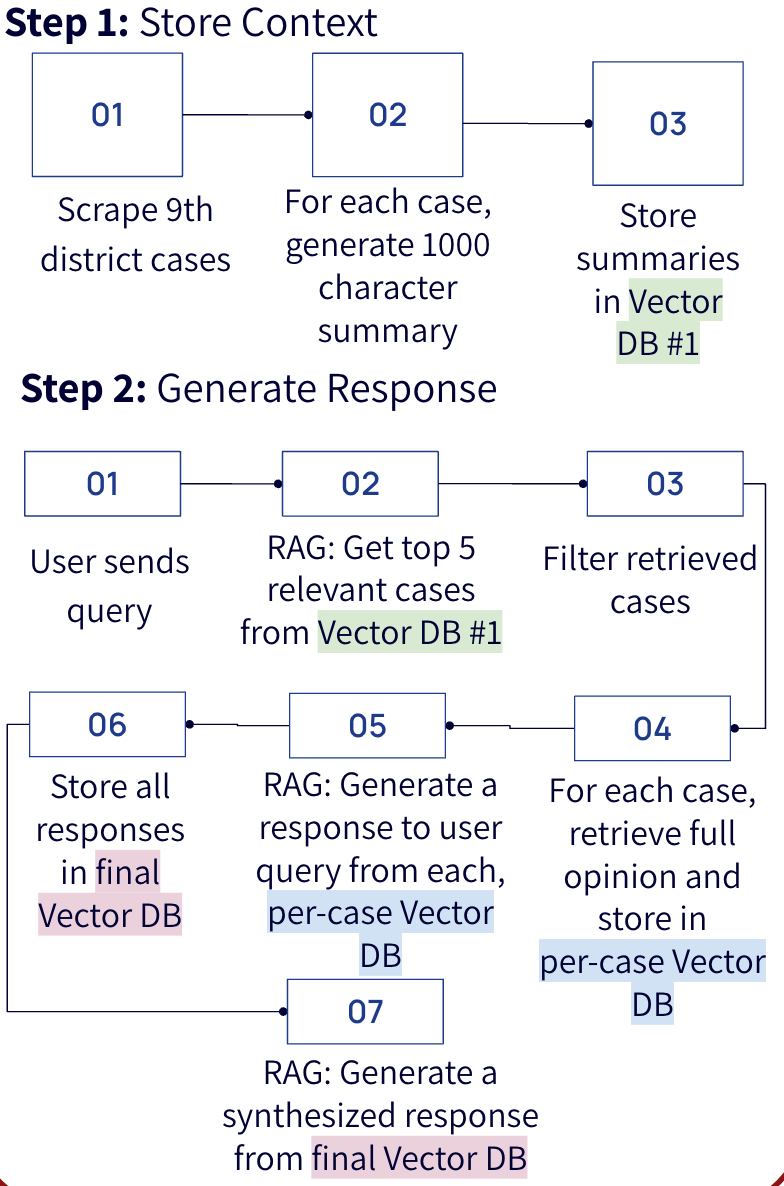 Step 1: Store Context
01
02
03
Scrape 9th
district cases
For each case,
generate 1000
character
summary
Store
summaries
in Vector
DB #1
Step 2: Generate Response
01
02
03
User sends
query
RAG: Get top 5
relevant cases
from Vector DB #1
Filter retrieved
cases
04
For each case,
retrieve full
opinion and
store in
per-case Vector
DB
05
RAG: Generate a
response to user
query from each,
per-case Vector
DB
06
Store all
responses
in final
Vector DB
07
RAG: Generate a
synthesized response
from final Vector DB